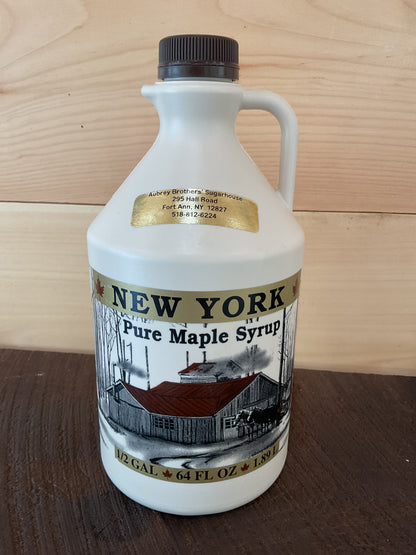 Aubrey Brothers' Sugarhouse
295 Hall Road
Fort Ann, NY 12827
518-812-6224
NEW YORK
Pure Maple Syrup
1/2 GAL 64 FL OZ 1.89 L